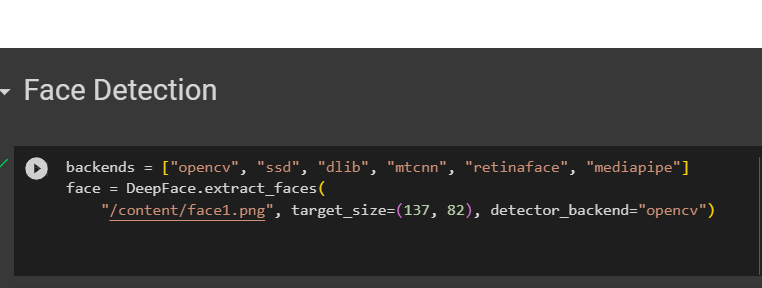 Face Detection
backends = ["opencv", "ssd", "dlib", "mtcnn", "retinaface", "mediapipe"]
face = DeepFace.extract_faces(
"/content/face1.png", target_size=(137, 82), detector_backend="opencv")